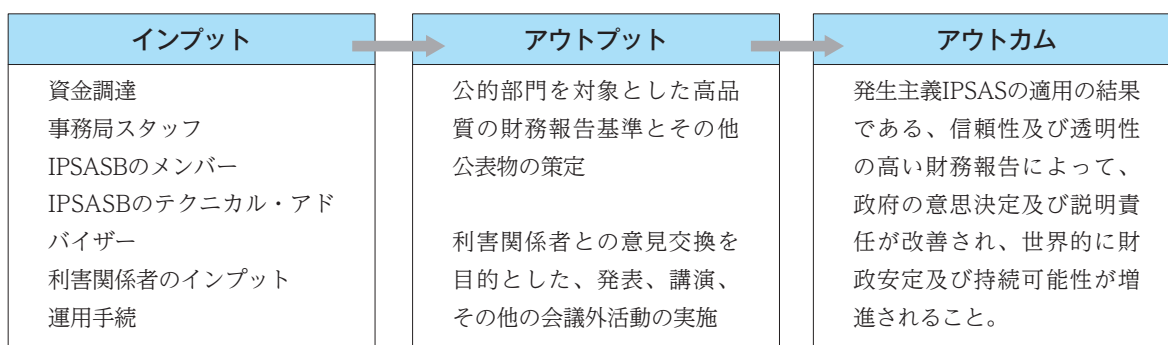 インプット
資金調達
事務局スタッフ
IPSASBのメンバー
IPSASBのテクニカル・アド
バイザー
利害関係者のインプット
運用手続
アウトプット
公的部門を対象とした高品
質の財務報告基準とその他
公表物の策定
利害関係者との意見交換を
目的とした、発表、講演、
その他の会議外活動の実施
アウトカム
発生主義IPSASの適用の結果
である、信頼性及び透明性
の高い財務報告によって、
政府の意思決定及び説明責
任が改善され、世界的に財
政安定及び持続可能性が増
進されること。